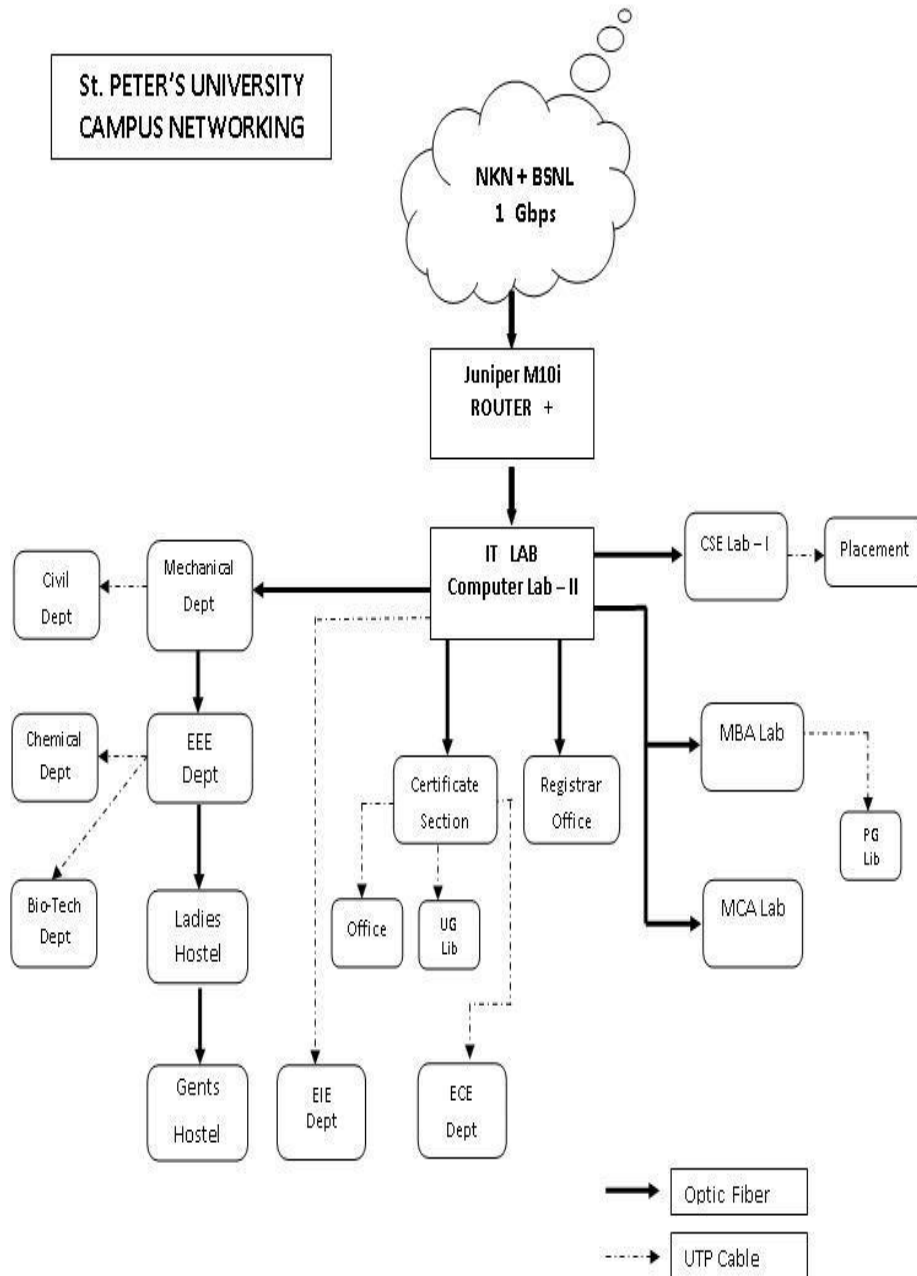 St. PETER'S UNIVERSITY
CAMPUS NETWORKING
NKN + BSNL
1 Gbps
Juniper M10i
ROUTER +
IT LAB
Computer Lab – II
CSE Lab – I
Placement
Mechanical
Dept
Civil
Dept
Chemical
Dept
EEE
Dept
Certificate
Section
Registrar
Office
MBA Lab
PG
Lib
Bio-Tech
Dept
Ladies
Hostel
Office
UG
Lib
MCA Lab
Gents
Hostel
EIE
Dept
ECE
Dept
Optic Fiber
UTP Cable